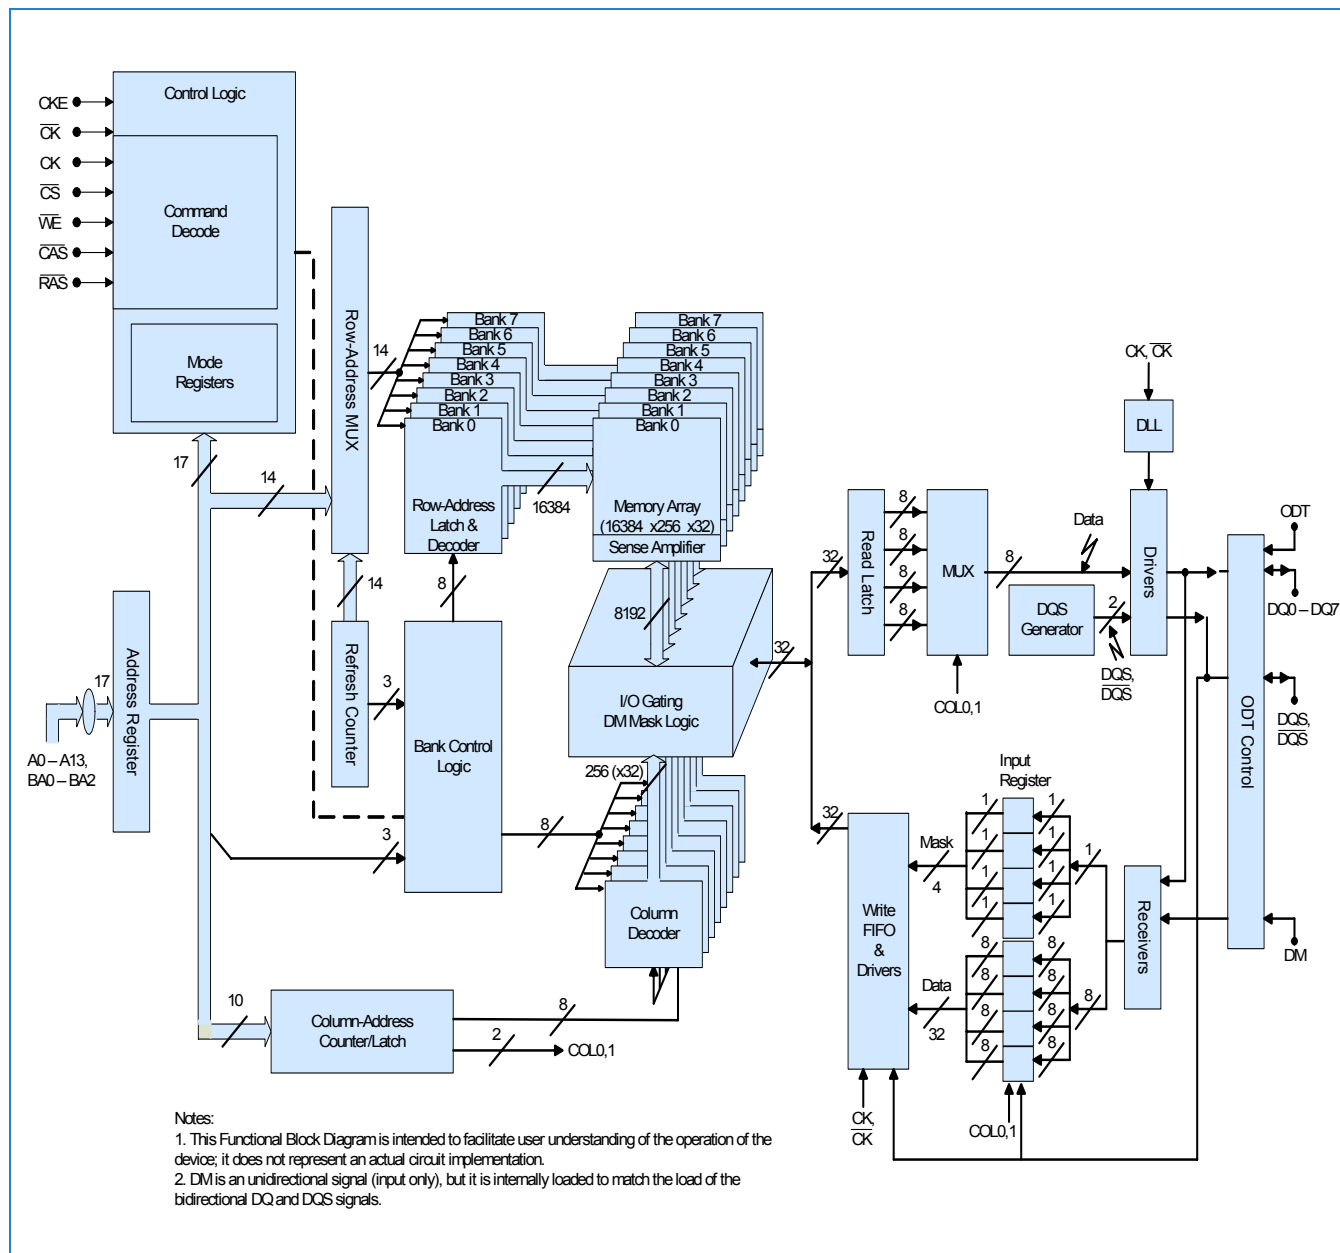 Control Logic
CKE
CK
CK
CS
WE
CAS
RAS
Command
Decode
Mode
Registers
17
14
Row-Address MUX
14
14
Refresh Counter
3
Address Register
17
A0 – A13,
BA0 – BA2
Bank 7
Bank 6
Bank 5
Bank 4
Bank 3
Bank 2
Bank 1
Bank 0
Row-Address
Latch &
Decoder
8
16384
Bank 7
Bank 6
Bank 5
Bank 4
Bank 3
Bank 2
Bank 1
Bank 0
Memory Array
(16384 x256 x32)
Sense Amplifier
8192
I/O Gating
DM Mask Logic
32
256 (x32)
Bank Control
Logic
3
8
Column
Decoder
10
Column-Address
Counter/Latch
8
2
COL0,1
32
Read Latch
8
8
8
8
MUX
COL0,1
8
Data
CK, CK
DLL
Drivers
DQS
Generator
2
DQS,
DQS
ODT
DQ0 – DQ7
DQS,
DQS
ODT Control
DM
Input
Register
32
Write
FIFO
&
Drivers
Mask
4
Data
32
1
1
1
1
1
1
1
1
1
8
8
8
8
8
8
8
8
8
Receivers
CK,
CK
COL0,1
Notes:
1. This Functional Block Diagram is intended to facilitate user understanding of the operation of the
device; it does not represent an actual circuit implementation.
2. DM is an unidirectional signal (input only), but it is internally loaded to match the load of the
bidirectional DQ and DQS signals.